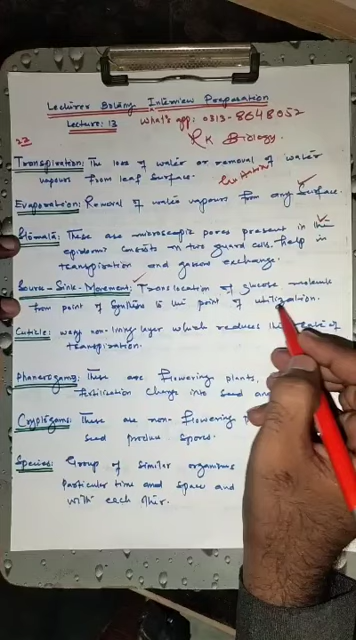 Lecturer Botany Interview Preparation
Lecture: 13 What's app: 0313-8648052
23 RK Biology.
Transpiration: The loss of water or removal of water
vapours from leaf surface.
Evaporation: Removal of water vapours from any surface.
Stomata: These are microscopic pores present in the
epidermis consists on two guard cells, help in
transpiration and gaseous exchange.
Source-Sink-Movement: Translocation of glucose molecule
from point of synthesis to the point of utilization.
Cuticle: waxy non-living layer which reduces the rate of
transpiration.
Phanerogams: These are flowering plants,
fertilization change into seed and
Cryptogams: These are non-flowering
seed produce spores.
Species: Group of similar organisms
particular time and space and
with each other.